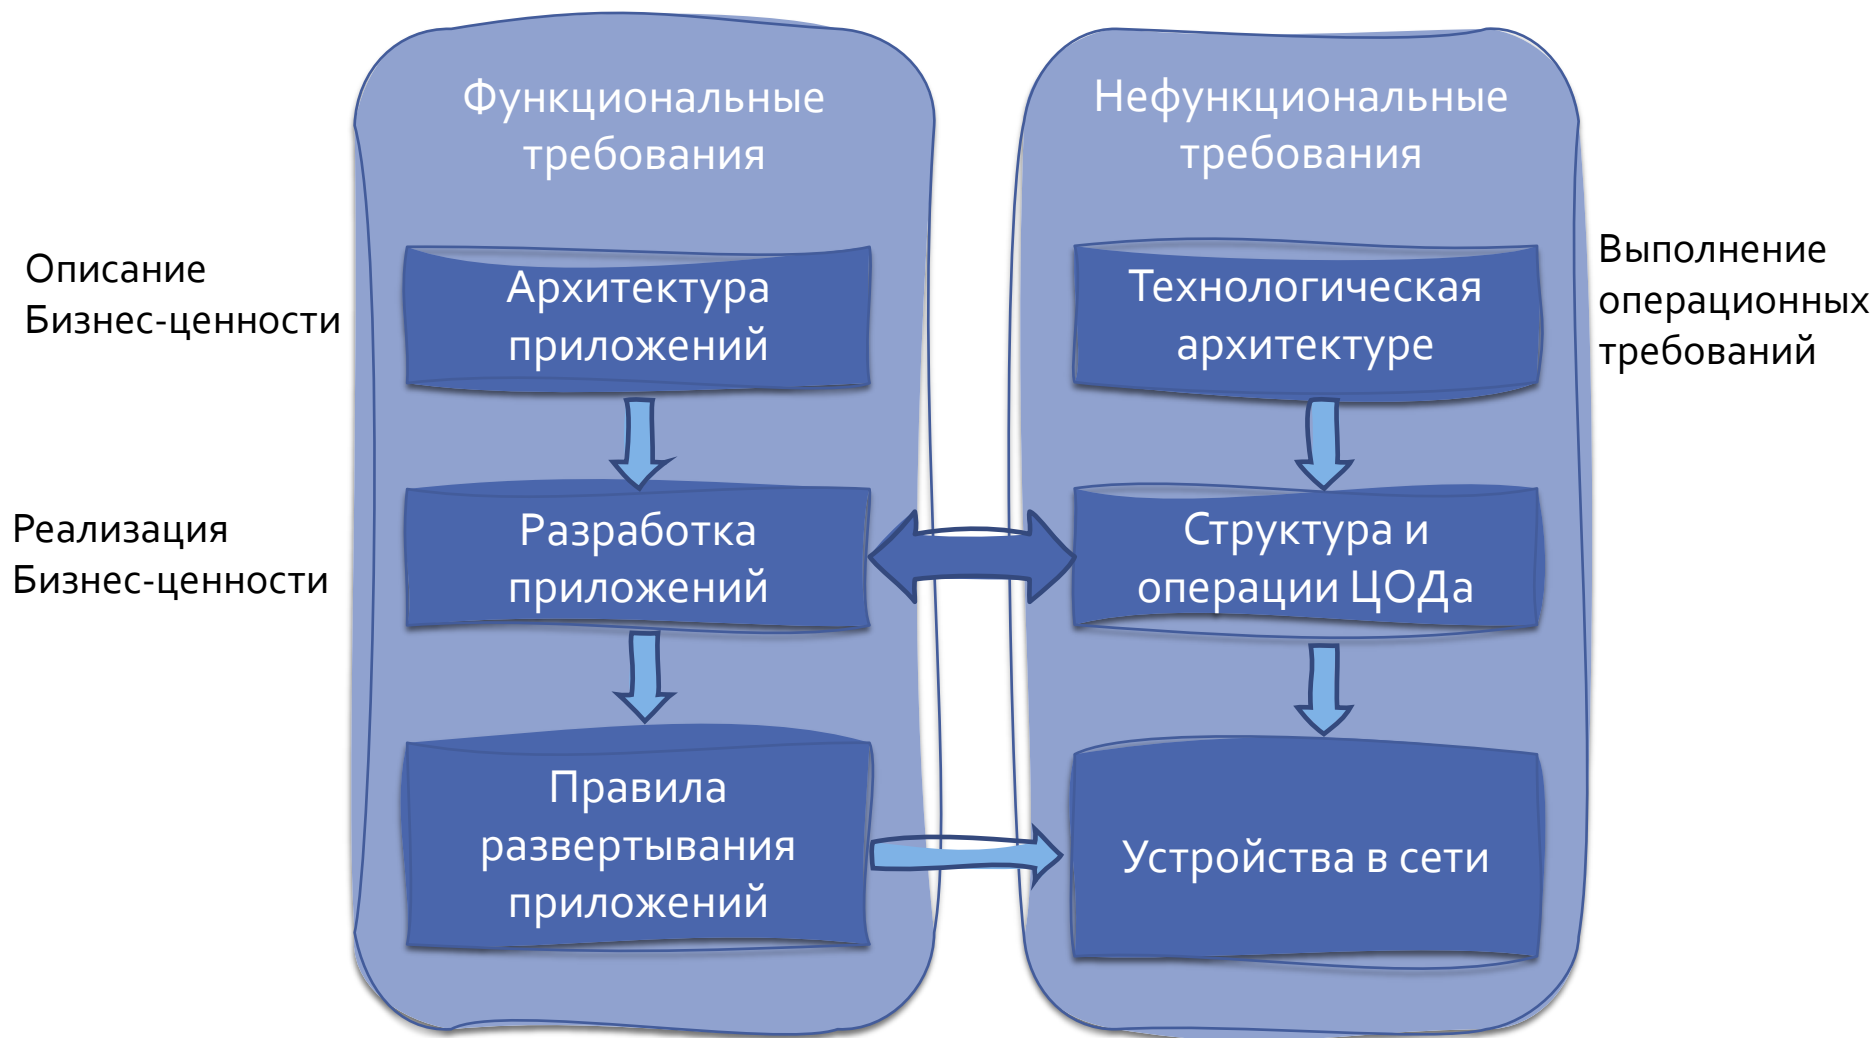 Функциональные
требования
Нефункциональные
требования
Описание
Бизнес-ценности
Архитектура
приложений
Технологическая
архитектуре
Выполнение
операционных
требований
Реализация
Бизнес-ценности
Разработка
приложений
Структура и
операции ЦОДа
Правила
развертывания
приложений
Устройства в сети